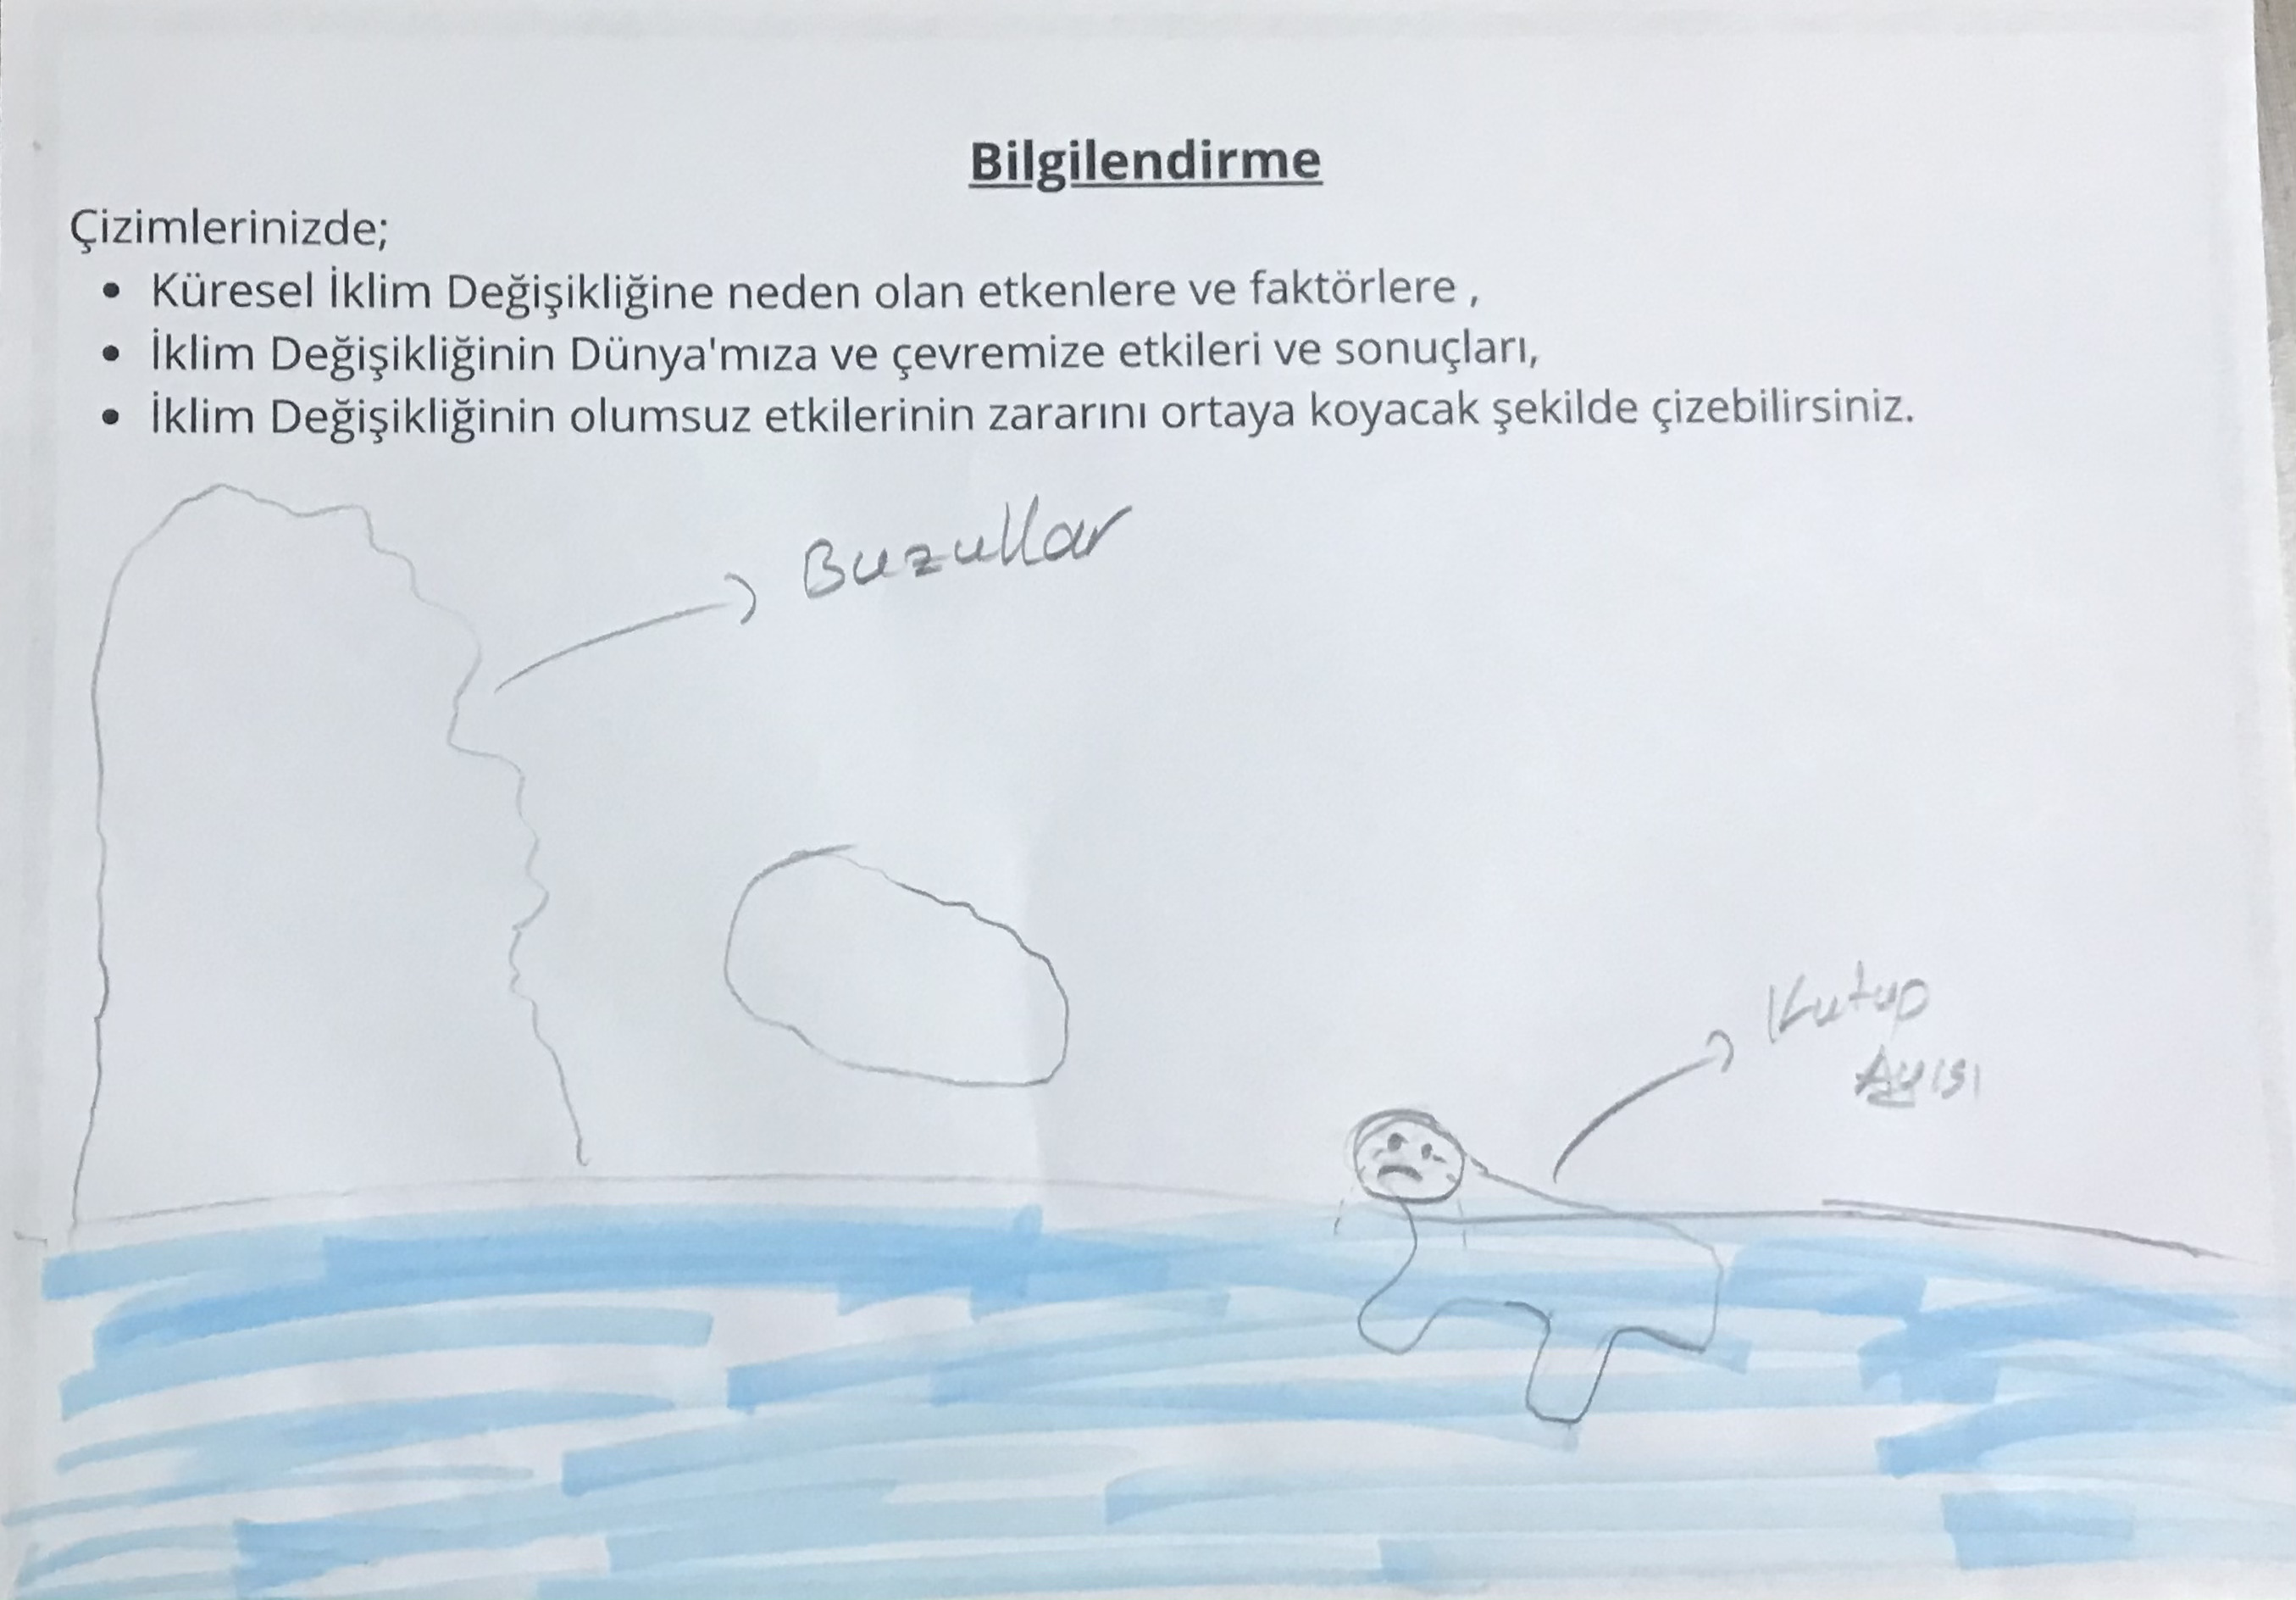 Bilgilendirme
Çizimlerinizde;
• Küresel İklim Değişikliğine neden olan etkenlere ve faktörlere ,
• İklim Değişikliğinin Dünya'mıza ve çevremize etkileri ve sonuçları,
• İklim Değişikliğinin olumsuz etkilerinin zararını ortaya koyacak şekilde çizebilirsiniz.
Buzullar
Kutup
Ayısı